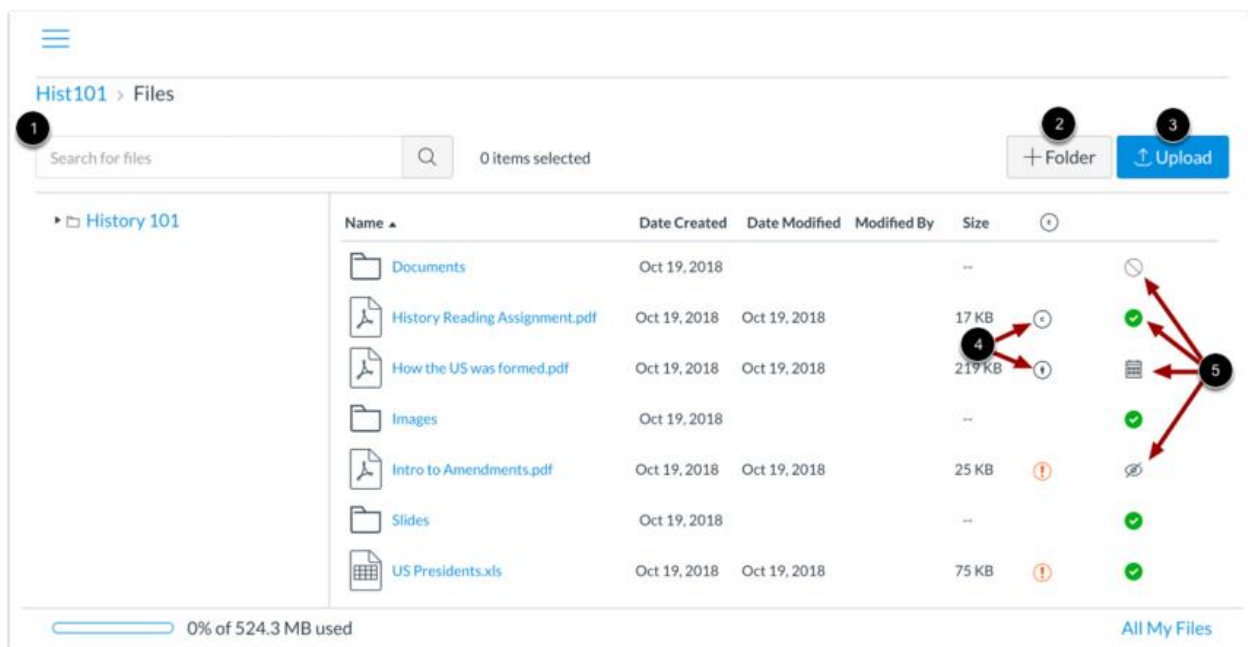 Hist101 > Files
1
2
3
Search for files
0 items selected
+ Folder
Upload
History 101
Name Date Created Date Modified Modified By Size
Documents Oct 19, 2018 --
History Reading Assignment.pdf Oct 19, 2018 Oct 19, 2018 17 KB
4
How the US was formed.pdf Oct 19, 2018 Oct 19, 2018 219 KB
5
Images Oct 19, 2018 --
Intro to Amendments.pdf Oct 19, 2018 Oct 19, 2018 25 KB
Slides Oct 19, 2018 --
US Presidents.xls Oct 19, 2018 Oct 19, 2018 75 KB
0% of 524.3 MB used
All My Files